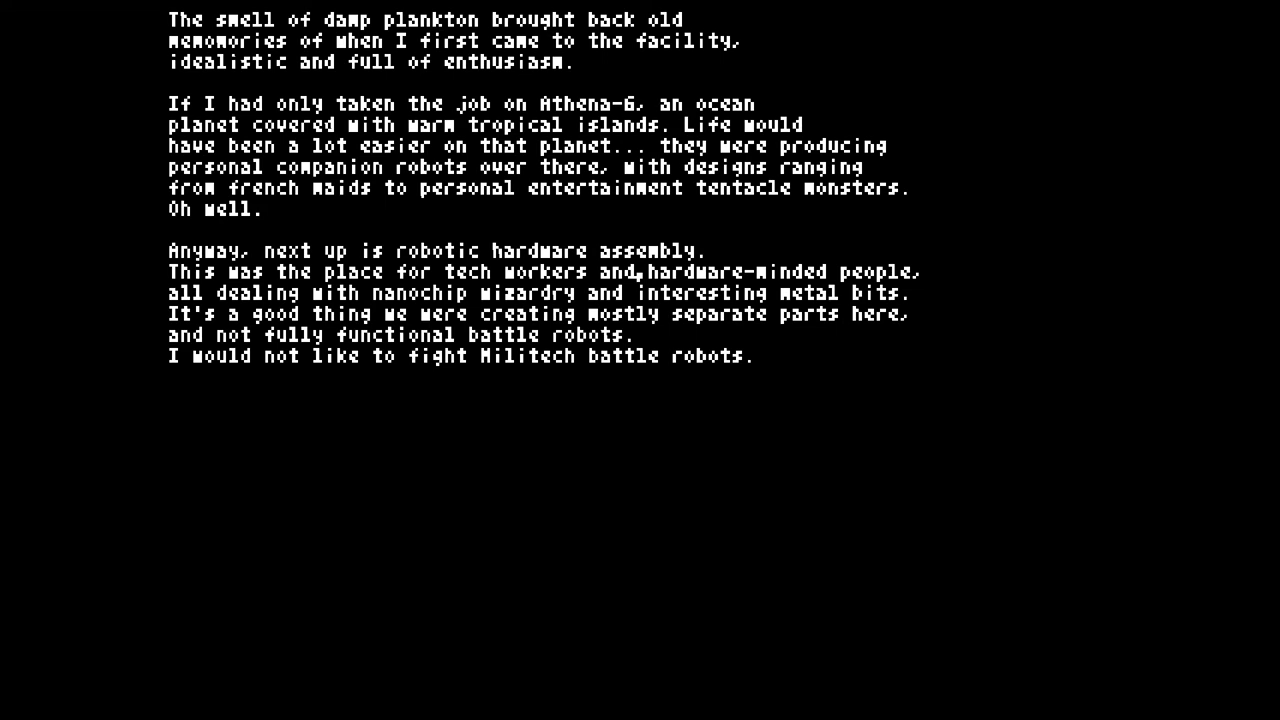 The smell of damp plankton brought back old
memomories of when I first came to the facility,
idealistic and full of enthusiasm.
If I had only taken the job on Athena-6, an ocean
planet covered with warm tropical islands. Life would
have been a lot easier on that planet... they were producing
personal companion robots over there, with designs ranging
from french maids to personal entertainment tentacle monsters.
Oh well.
Anyway, next up is robotic hardware assembly.
This was the place for tech workers and hardware-minded people,
all dealing with nanochip wizardry and interesting metal bits.
It's a good thing we were creating mostly separate parts here,
and not fully functional battle robots.
I would not like to fight Militech battle robots.